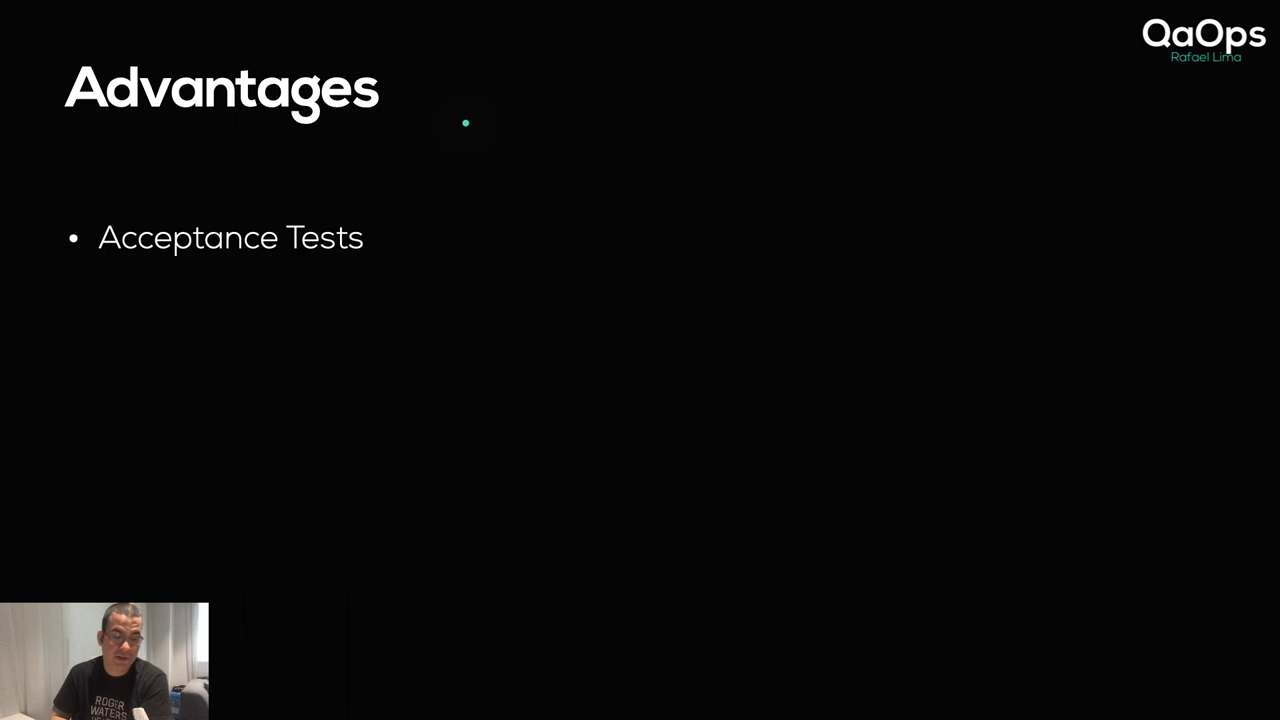 QaOps
Rafael Lima
Advantages
• Acceptance Tests
ROGER
WATERS